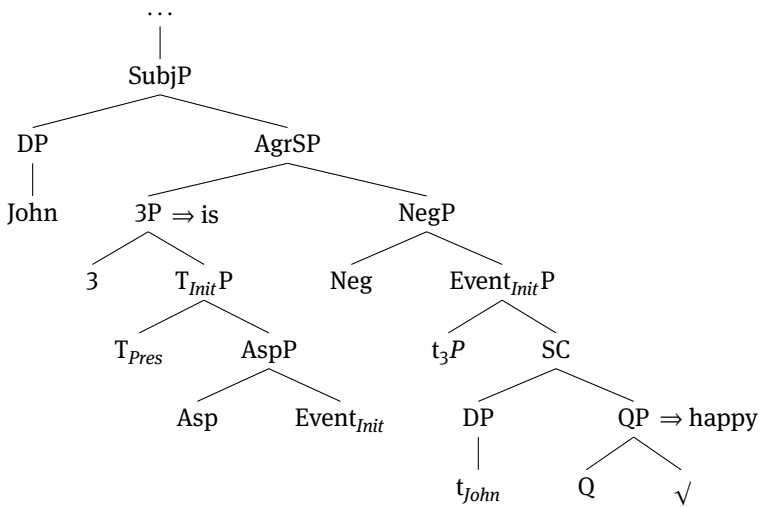 …
SubjP
DP AgrSP
John 3P ⇒ is NegP
3 T_Init P Neg Event_Init P
T_Pres AspP t_3P SC
Asp Event_Init DP QP ⇒ happy
t_John Q √